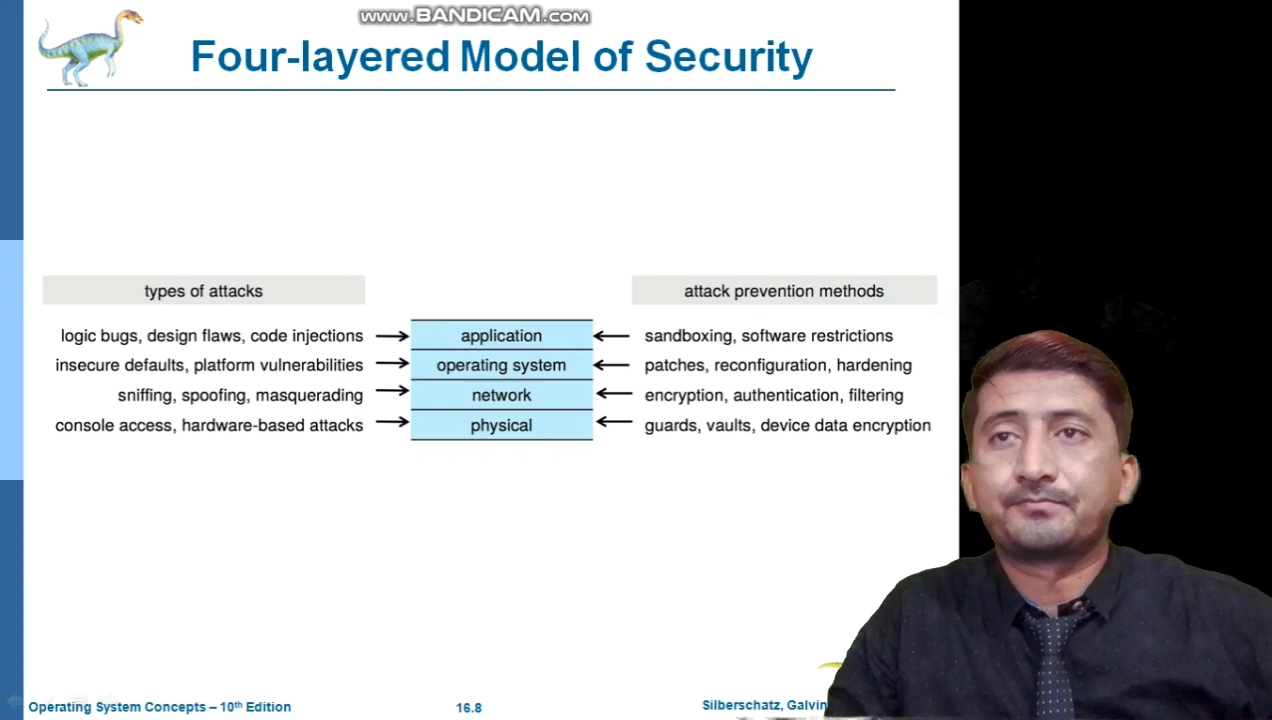 www.BANDICAM.com
Four-layered Model of Security
types of attacks
attack prevention methods
logic bugs, design flaws, code injections
application
sandboxing, software restrictions
insecure defaults, platform vulnerabilities
operating system
patches, reconfiguration, hardening
sniffing, spoofing, masquerading
network
encryption, authentication, filtering
console access, hardware-based attacks
physical
guards, vaults, device data encryption
Operating System Concepts – 10th Edition
16.8
Silberschatz, Galvin